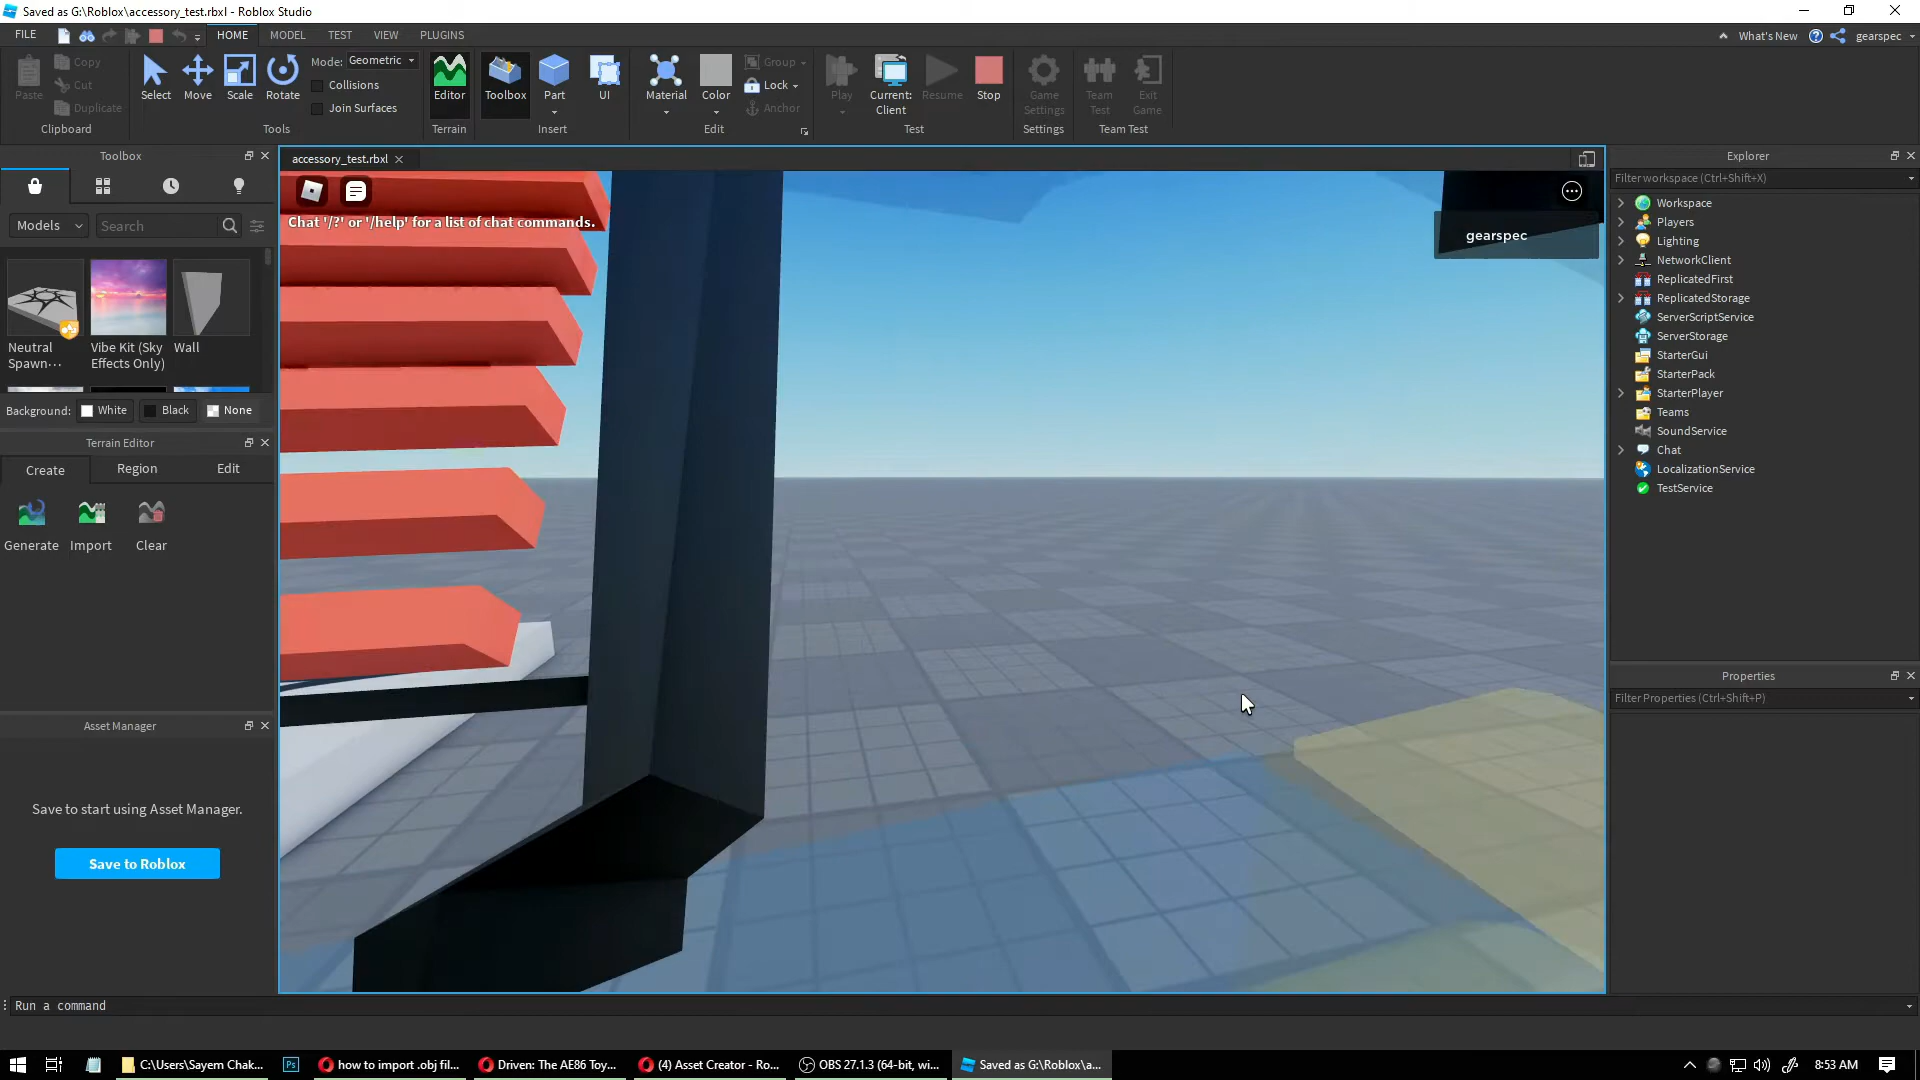 Saved as G:\Roblox\accessory_test.rbxl - Roblox Studio
FILE HOME MODEL TEST VIEW PLUGINS What's New gearspec
Paste Copy Cut Duplicate
Clipboard
Select Move Scale Rotate
Mode: Geometric
Collisions
Join Surfaces
Tools
Editor
Terrain
Toolbox Part UI
Insert
Material Color
Group
Lock
Anchor
Edit
Play Current: Client Resume Stop
Test
Game Settings
Settings
Team Test Exit Game
Team Test
Toolbox
Models Search
Neutral Spawn...
Vibe Kit (Sky Effects Only)
Wall
Background: White Black None
Terrain Editor
Create Region Edit
Generate Import Clear
Asset Manager
Save to start using Asset Manager.
Save to Roblox
accessory_test.rbxl
Chat '/?' or '/help' for a list of chat commands.
gearspec
Explorer
Filter workspace (Ctrl+Shift+X)
Workspace
Players
Lighting
NetworkClient
ReplicatedFirst
ReplicatedStorage
ServerScriptService
ServerStorage
StarterGui
StarterPack
StarterPlayer
Teams
SoundService
Chat
LocalizationService
TestService
Properties
Filter Properties (Ctrl+Shift+P)
Run a command
C:\Users\Sayem Chak... Ps how to import .obj fil... Driven: The AE86 Toy... (4) Asset Creator - Ro... OBS 27.1.3 (64-bit, wi... Saved as G:\Roblox\a... 8:53 AM